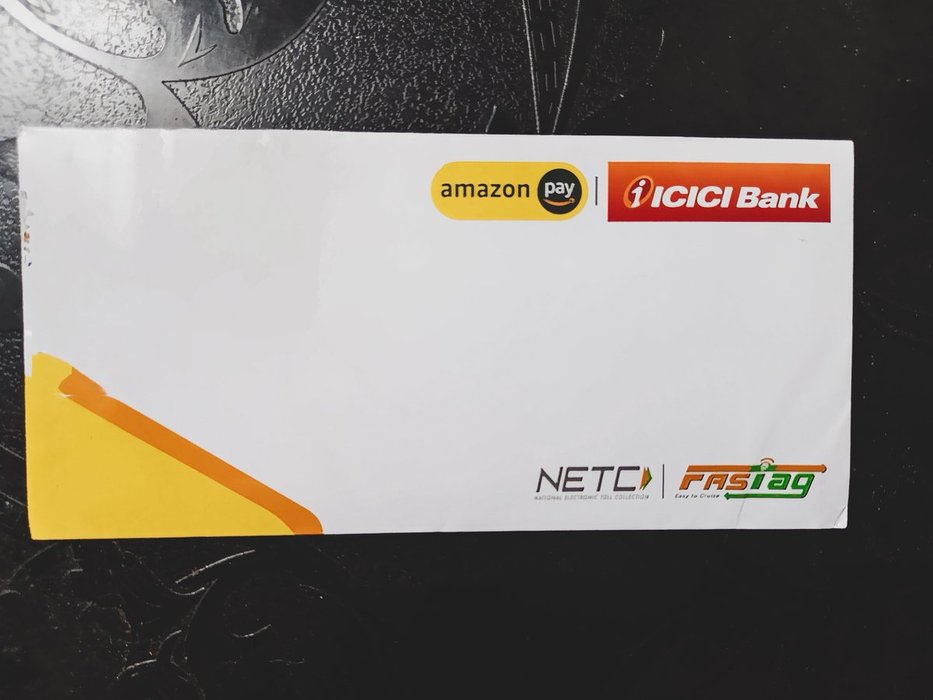 amazon pay | ICICI Bank
NETC | FASTag
NATIONAL ELECTRONIC TOLL COLLECTION
Easy to Cruise